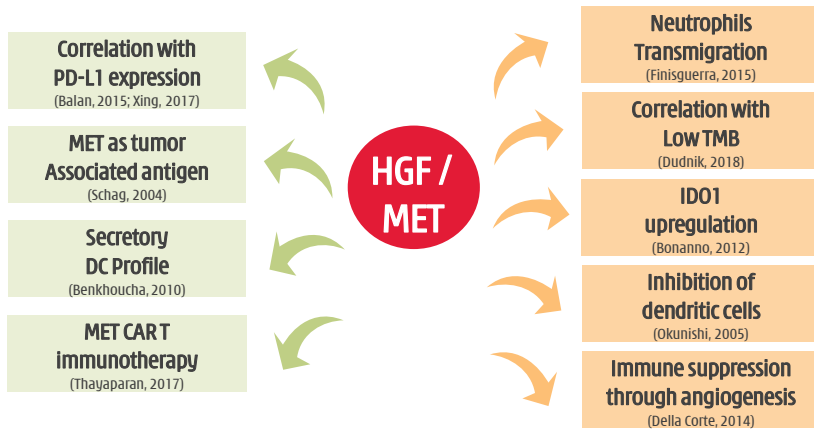 Correlation with
PD-L1 expression
(Balan, 2015; Xing, 2017)
MET as tumor
Associated antigen
(Schag, 2004)
Secretory
DC Profile
(Benkhoucha, 2010)
MET CAR T
immunotherapy
(Thayaparan, 2017)
HGF /
MET
Neutrophils
Transmigration
(Finisguerra, 2015)
Correlation with
Low TMB
(Dudnik, 2018)
IDO1
upregulation
(Bonanno, 2012)
Inhibition of
dendritic cells
(Okunishi, 2005)
Immune suppression
through angiogenesis
(Della Corte, 2014)